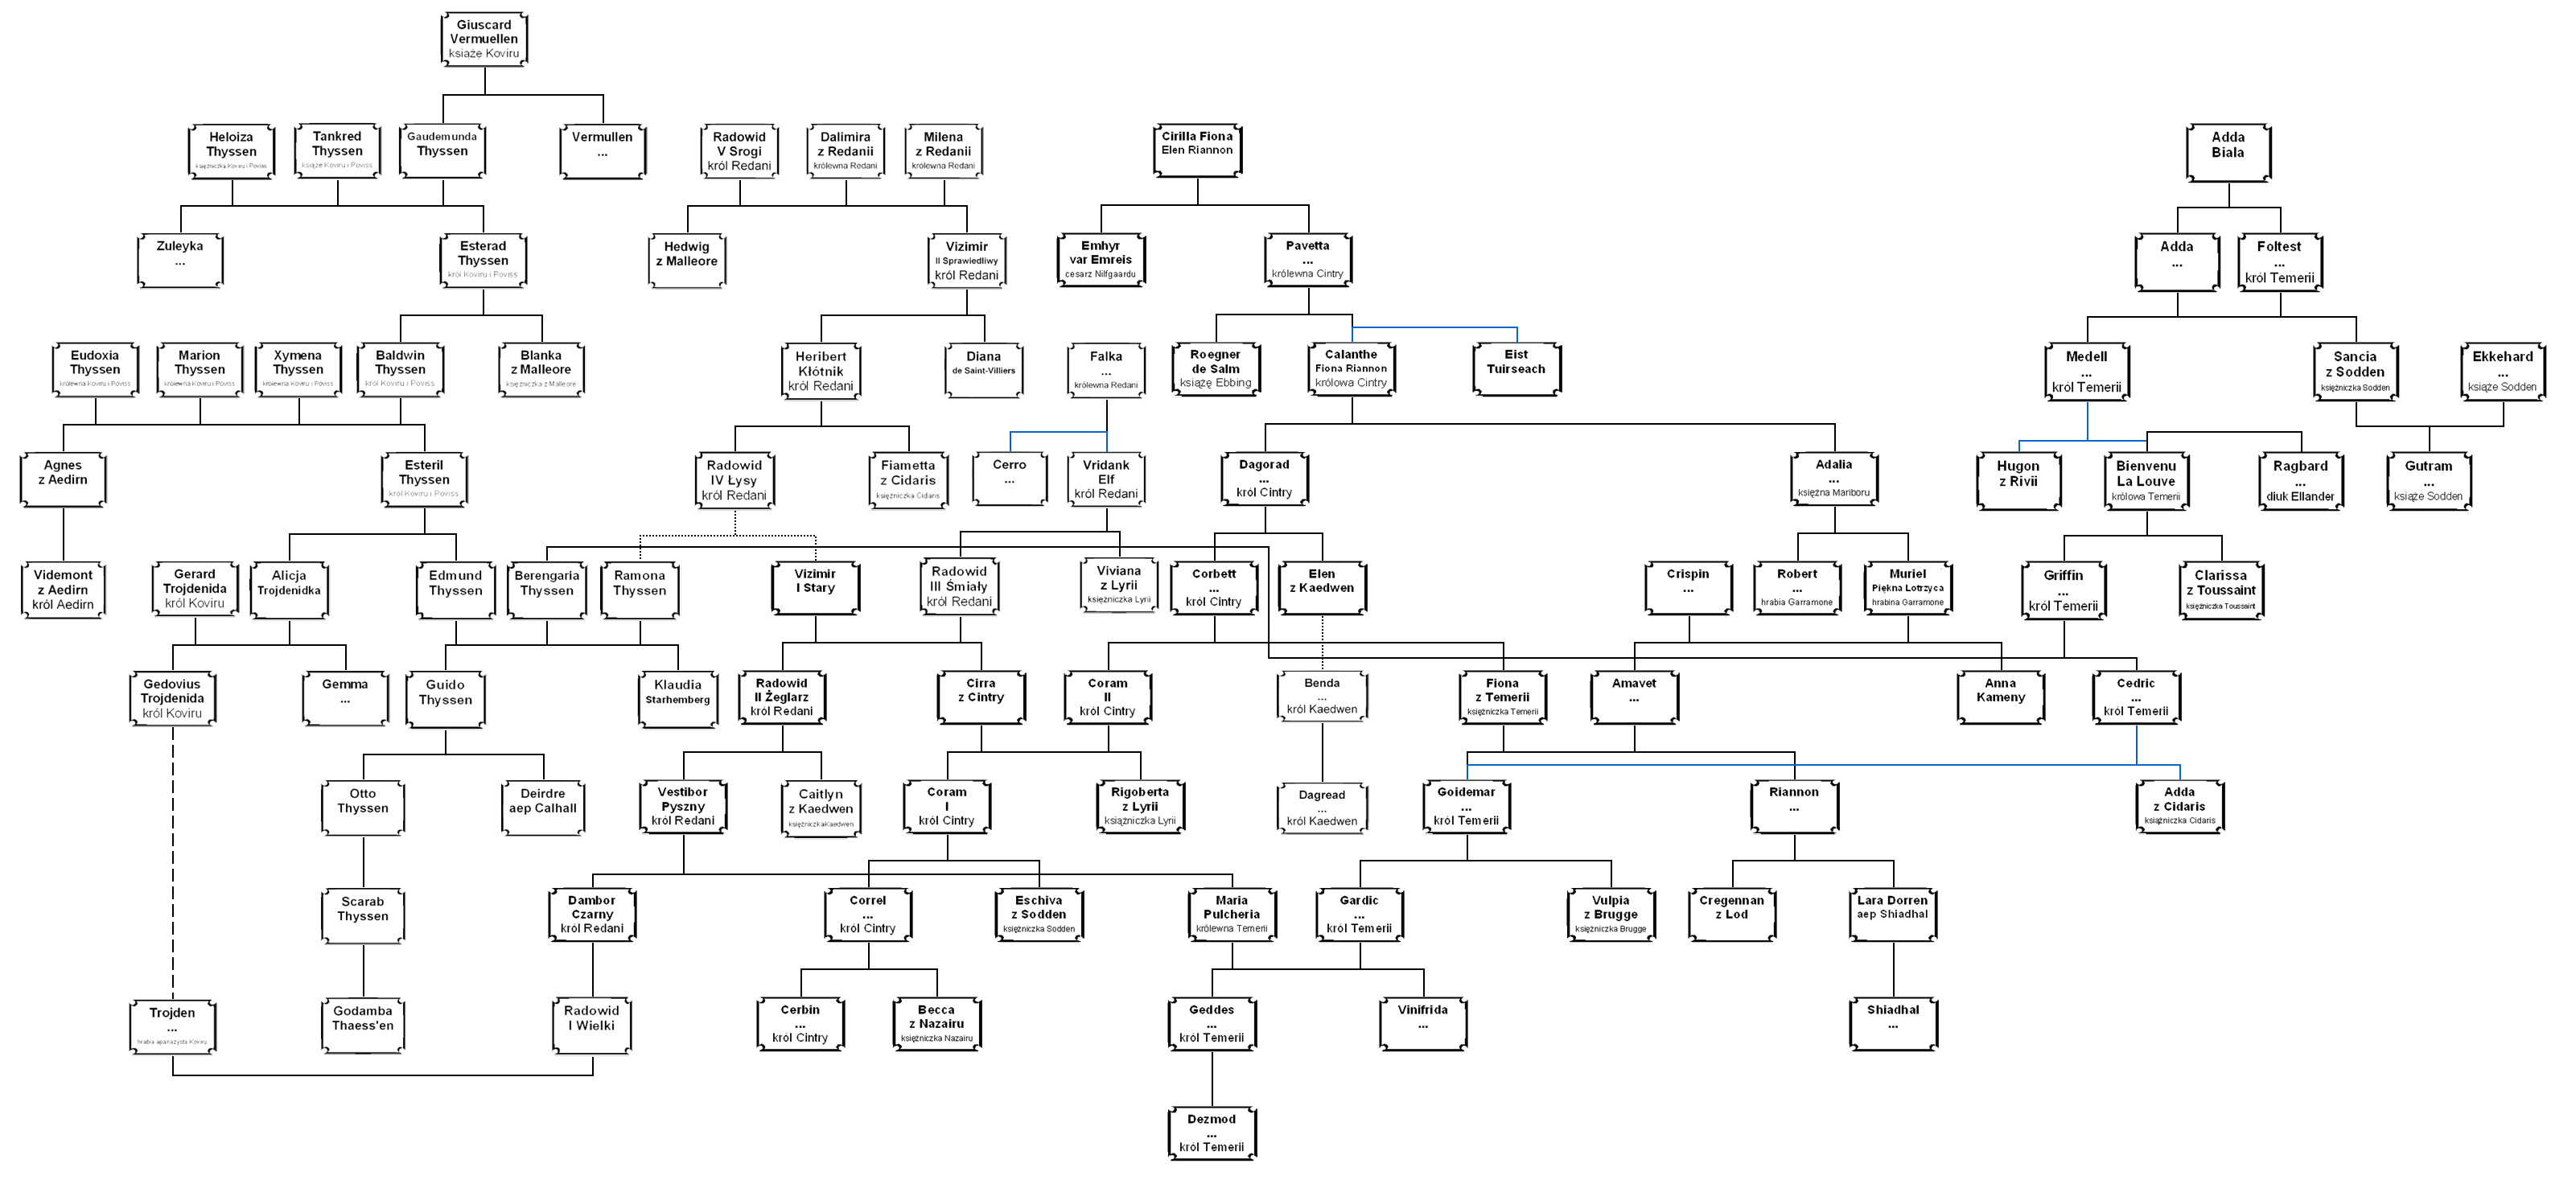 Giuscard
Vermuellen
książę Koviru
Heloiza
Thyssen
księżniczka Koviru i Poviss
Tankred
Thyssen
książe Koviru i Poviss
Gaudemunda
Thyssen
Vermullen
...
Radowid
V Srogi
król Redani
Dalimira
z Redanii
królewna Redani
Milena
z Redanii
królewna Redani
Cirilla Fiona
Elen Riannon
Adda
Biala
Zuleyka
...
Esterad
Thyssen
król Koviru i Poviss
Hedwig
z Malleore
Vizimir
II Sprawiedliwy
król Redani
Emhyr
var Emreis
cesarz Nilfgaardu
Pavetta
...
królewna Cintry
Adda
...
Foltest
...
król Temerii
Eudoxia
Thyssen
królewna Koviru i Poviss
Marion
Thyssen
królewna Koviru i Poviss
Xymena
Thyssen
królewna Koviru i Poviss
Baldwin
Thyssen
król Koviru i Poviss
Blanka
z Malleore
księżniczka z Malleore
Heribert
Kłótnik
król Redani
Diana
de Saint-Villiers
Falka
...
królewna Redani
Roegner
de Salm
książę Ebbing
Calanthe
Fiona Riannon
królowa Cintry
Eist
Tuirseach
Medell
...
król Temerii
Sancia
z Sodden
księżniczka Sodden
Ekkehard
...
książe Sodden
Agnes
z Aedirn
Esteril
Thyssen
król Koviru i Poviss
Radowid
IV Łysy
król Redani
Fiametta
z Cidaris
księżniczka Cidaris
Cerro
...
Vridank
Elf
król Redani
Dagorad
...
król Cintry
Adalia
...
księżna Mariboru
Hugon
z Rivii
Bienvenu
La Louve
królowa Temerii
Ragbard
...
diuk Ellander
Gutram
...
książe Sodden
Videmont
z Aedirn
król Aedirn
Gerard
Trojdenida
król Koviru
Alicja
Trojdenidka
Edmund
Thyssen
Berengaria
Thyssen
Ramona
Thyssen
Vizimir
I Stary
Radowid
III Śmiały
król Redani
Viviana
z Lyrii
księżniczka Lyrii
Corbett
...
król Cintry
Elen
z Kaedwen
Crispin
...
Robert
...
hrabia Garramone
Muriel
Piękna Lotrzyca
hrabina Garramone
Griffin
...
król Temerii
Clarissa
z Toussaint
księżniczka Toussaint
Gedovius
Trojdenida
król Koviru
Gemma
...
Guido
Thyssen
Klaudia
Starhemberg
Radowid
II Żeglarz
król Redani
Cirra
z Cintry
Coram
II
król Cintry
Benda
...
król Kaedwen
Fiona
z Temerii
księżniczka Temerii
Amavet
...
Anna
Kameny
Cedric
...
król Temerii
Otto
Thyssen
Deirdre
aep Calhall
Vestibor
Pyszny
król Redani
Caitlyn
z Kaedwen
księżniczka Kaedwen
Coram
I
król Cintry
Rigoberta
z Lyrii
księżniczka Lyrii
Dagread
...
król Kaedwen
Goidemar
...
król Temerii
Riannon
...
Adda
z Cidaris
księżniczka Cidaris
Scarab
Thyssen
Dambor
Czarny
król Redani
Correl
...
król Cintry
Eschiva
z Sodden
księżniczka Sodden
Maria
Pulcheria
królewna Temerii
Gardic
...
król Temerii
Vulpia
z Brugge
księżniczka Brugge
Cregennan
z Lod
Lara Dorren
aep Shiadhal
Trojden
...
hrabia apanażysta Koviru
Godamba
Thaess'en
Radowid
I Wielki
Cerbin
...
król Cintry
Becca
z Nazairu
księżniczka Nazairu
Geddes
...
król Temerii
Vinifrida
...
Shiadhal
...
Dezmod
...
król Temerii